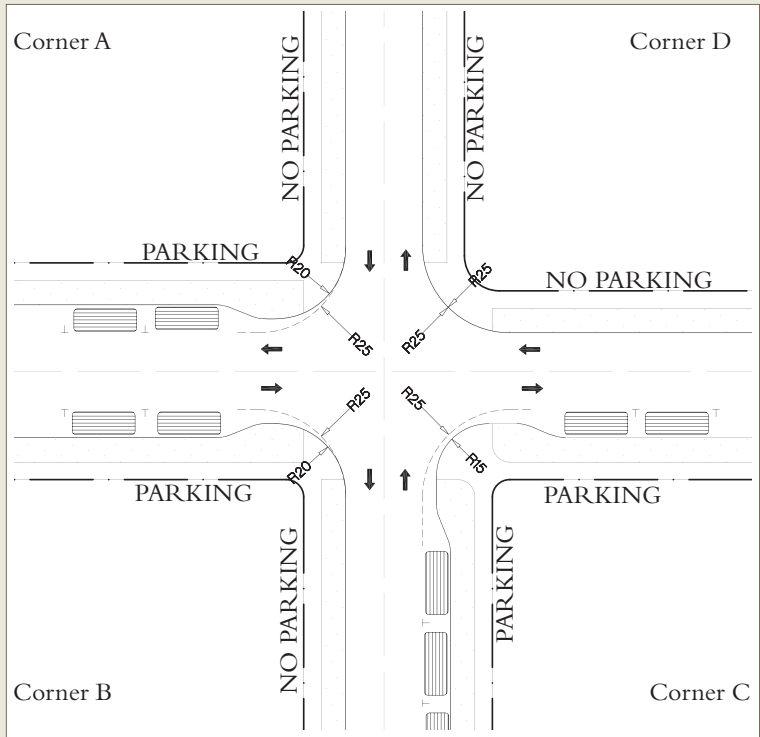 Corner A
Corner D
NO PARKING
NO PARKING
PARKING
NO PARKING
R20
R25
R25
R25
R25
R20
R25
R15
PARKING
PARKING
NO PARKING
PARKING
Corner B
Corner C